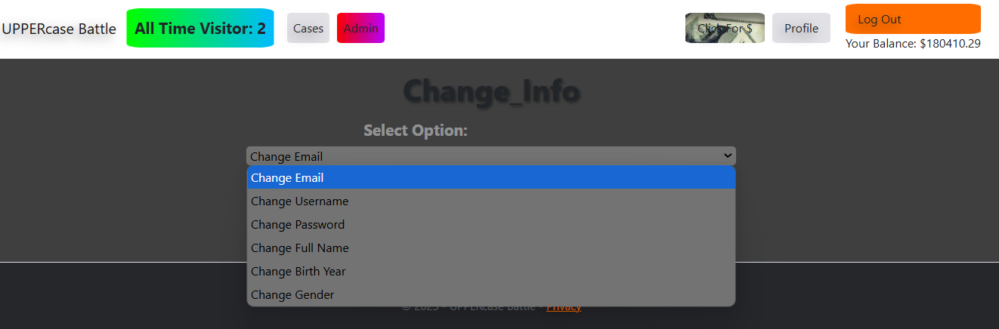 UPPERcase Battle
All Time Visitor: 2
Cases
Admin
Click For $
Profile
Log Out
Your Balance: $180410.29
Change_Info
Select Option:
Change Email
Change Email
Change Username
Change Password
Change Full Name
Change Birth Year
Change Gender
© 2025 - UPPERcase Battle - Privacy